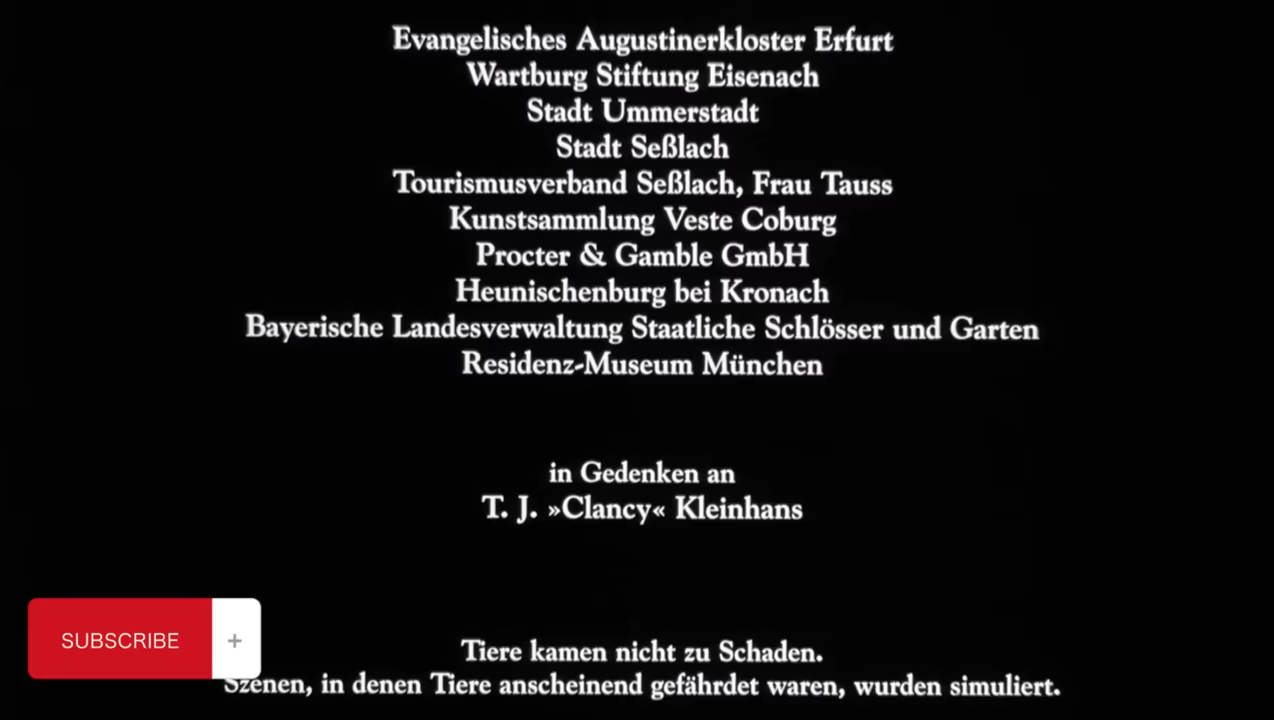 Evangelisches Augustinerkloster Erfurt
Wartburg Stiftung Eisenach
Stadt Ummerstadt
Stadt Seßlach
Tourismusverband Seßlach, Frau Tauss
Kunstsammlung Veste Coburg
Procter & Gamble GmbH
Heunischenburg bei Kronach
Bayerische Landesverwaltung Staatliche Schlösser und Garten
Residenz-Museum München
in Gedenken an
T. J. »Clancy« Kleinhans
SUBSCRIBE +
Tiere kamen nicht zu Schaden.
Szenen, in denen Tiere anscheinend gefährdet waren, wurden simuliert.